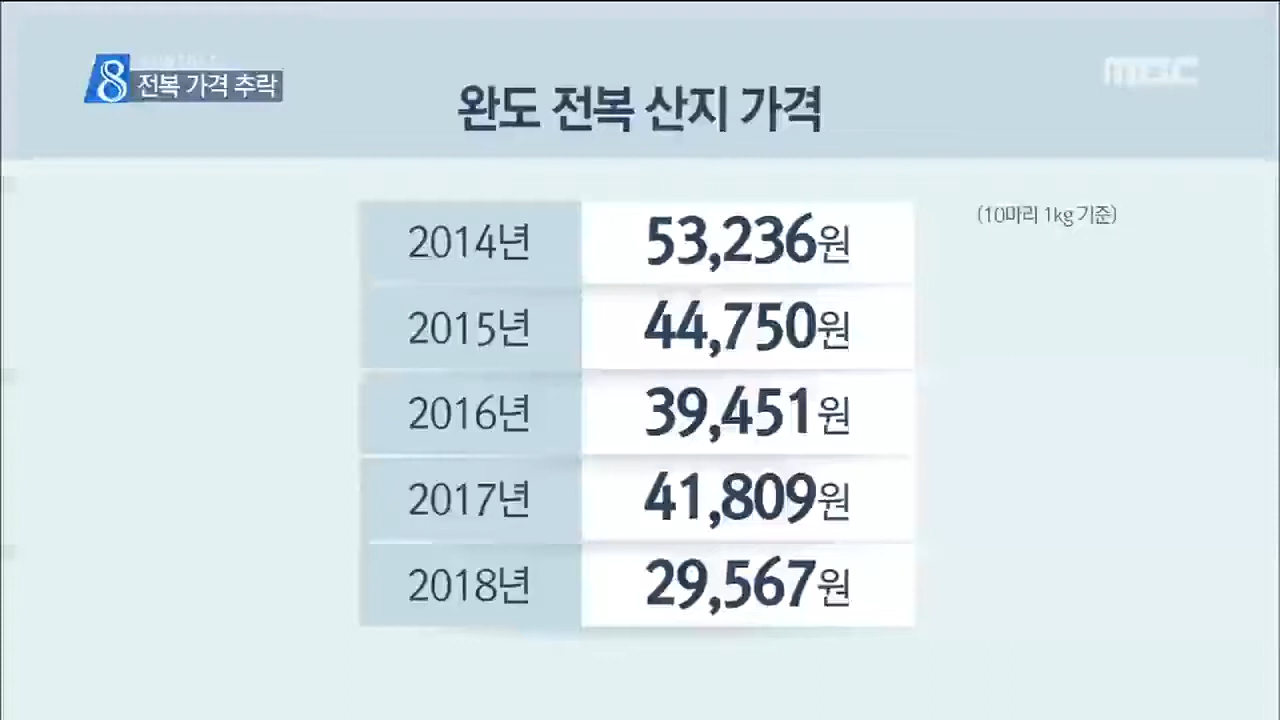 8 전복 가격 추락
MBC
완도 전복 산지 가격
(10마리 1kg 기준)
2014년 53,236원
2015년 44,750원
2016년 39,451원
2017년 41,809원
2018년 29,567원